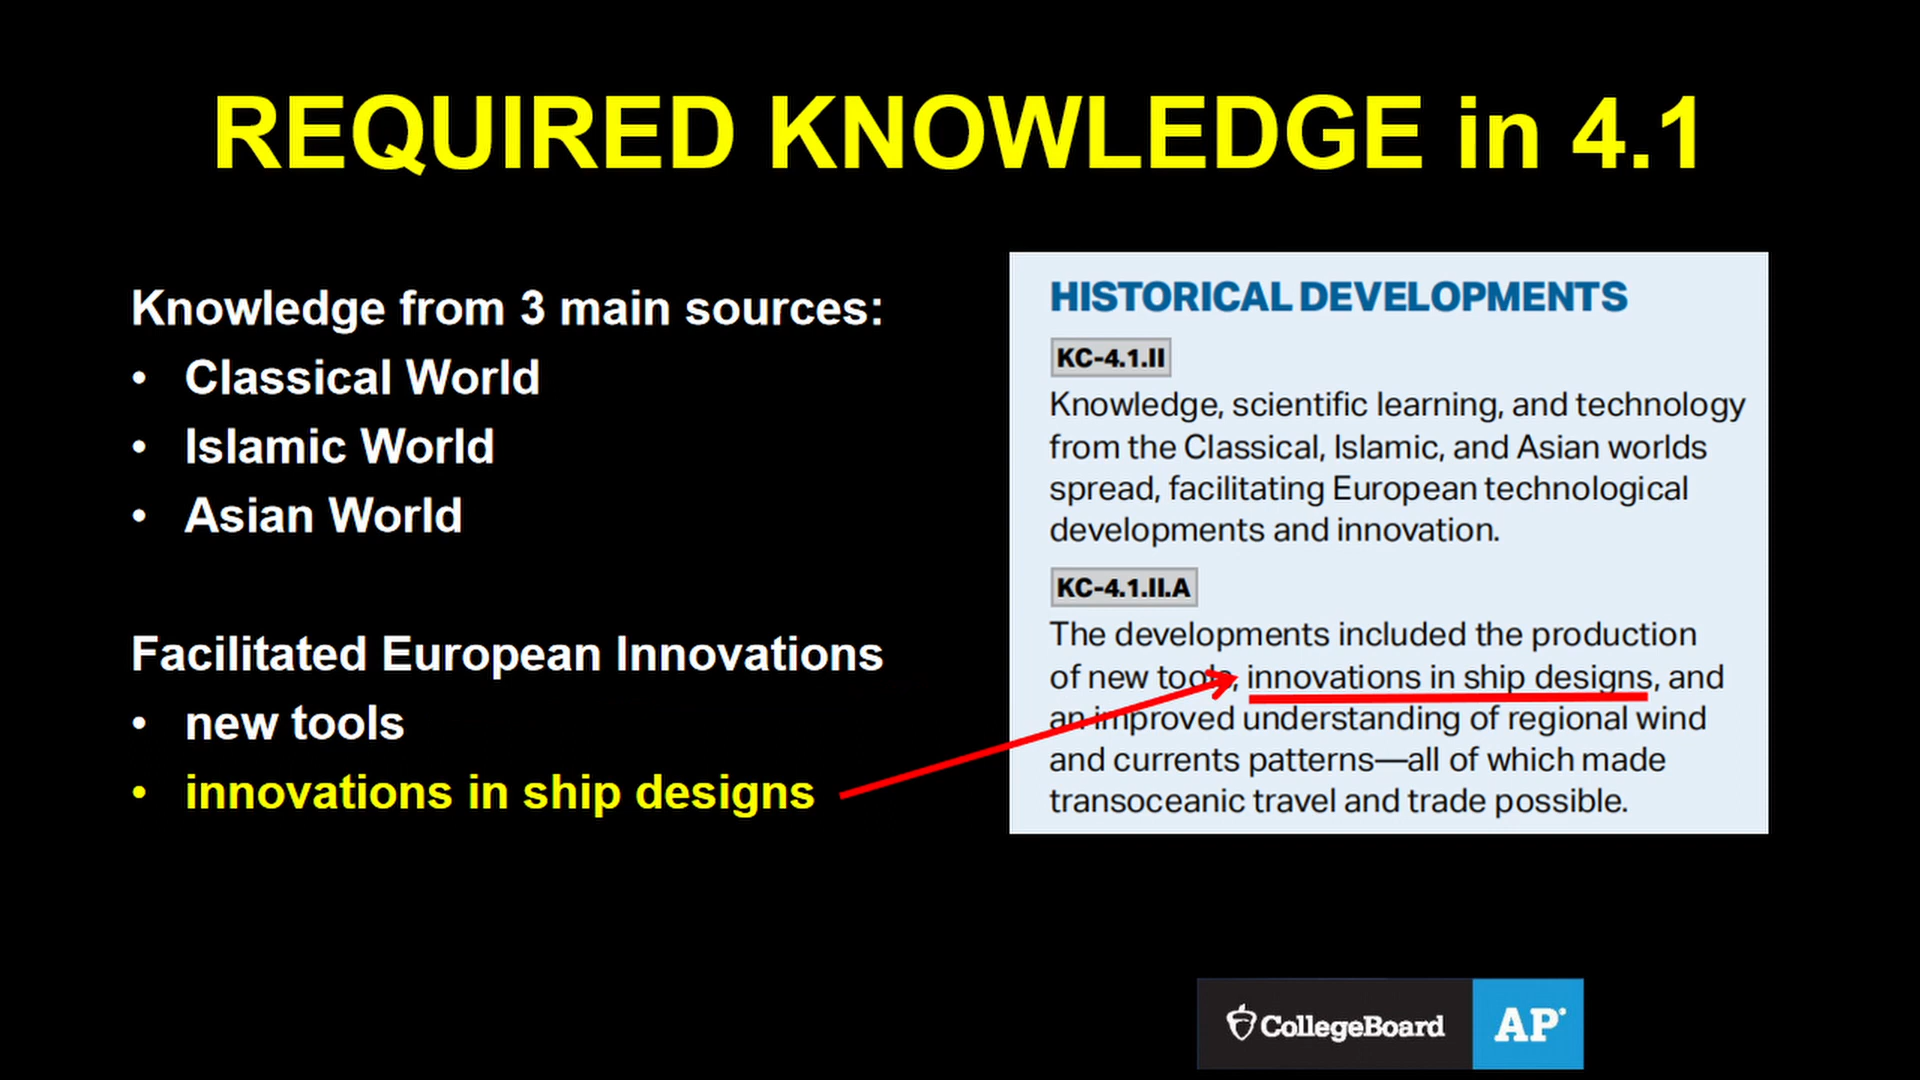 REQUIRED KNOWLEDGE in 4.1
Knowledge from 3 main sources:
• Classical World
• Islamic World
• Asian World
Facilitated European Innovations
• new tools
• innovations in ship designs
HISTORICAL DEVELOPMENTS
KC-4.1.II
Knowledge, scientific learning, and technology
from the Classical, Islamic, and Asian worlds
spread, facilitating European technological
developments and innovation.
KC-4.1.II.A
The developments included the production
of new tools, innovations in ship designs, and
an improved understanding of regional wind
and currents patterns—all of which made
transoceanic travel and trade possible.
CollegeBoard
AP®